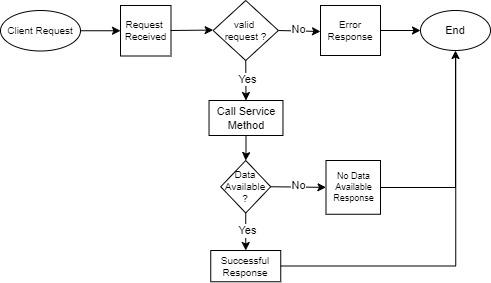 Client Request
Request
Received
valid
request ?
No
Error
Response
End
Yes
Call Service
Method
Data
Available
?
No
No Data
Available
Response
Yes
Successful
Response